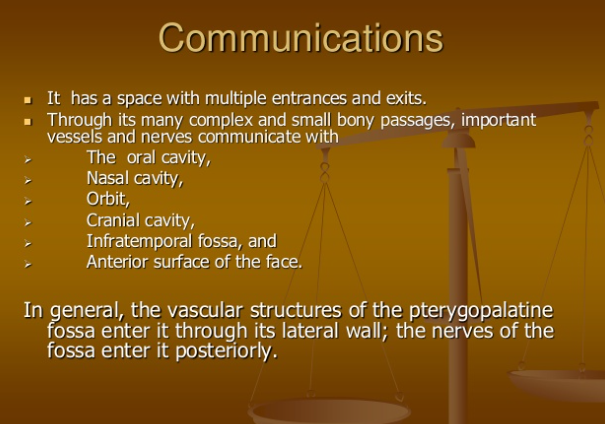 Communications
It has a space with multiple entrances and exits.
Through its many complex and small bony passages, important
vessels and nerves communicate with
The oral cavity,
Nasal cavity,
Orbit,
Cranial cavity,
Infratemporal fossa, and
Anterior surface of the face.
In general, the vascular structures of the pterygopalatine
fossa enter it through its lateral wall; the nerves of the
fossa enter it posteriorly.